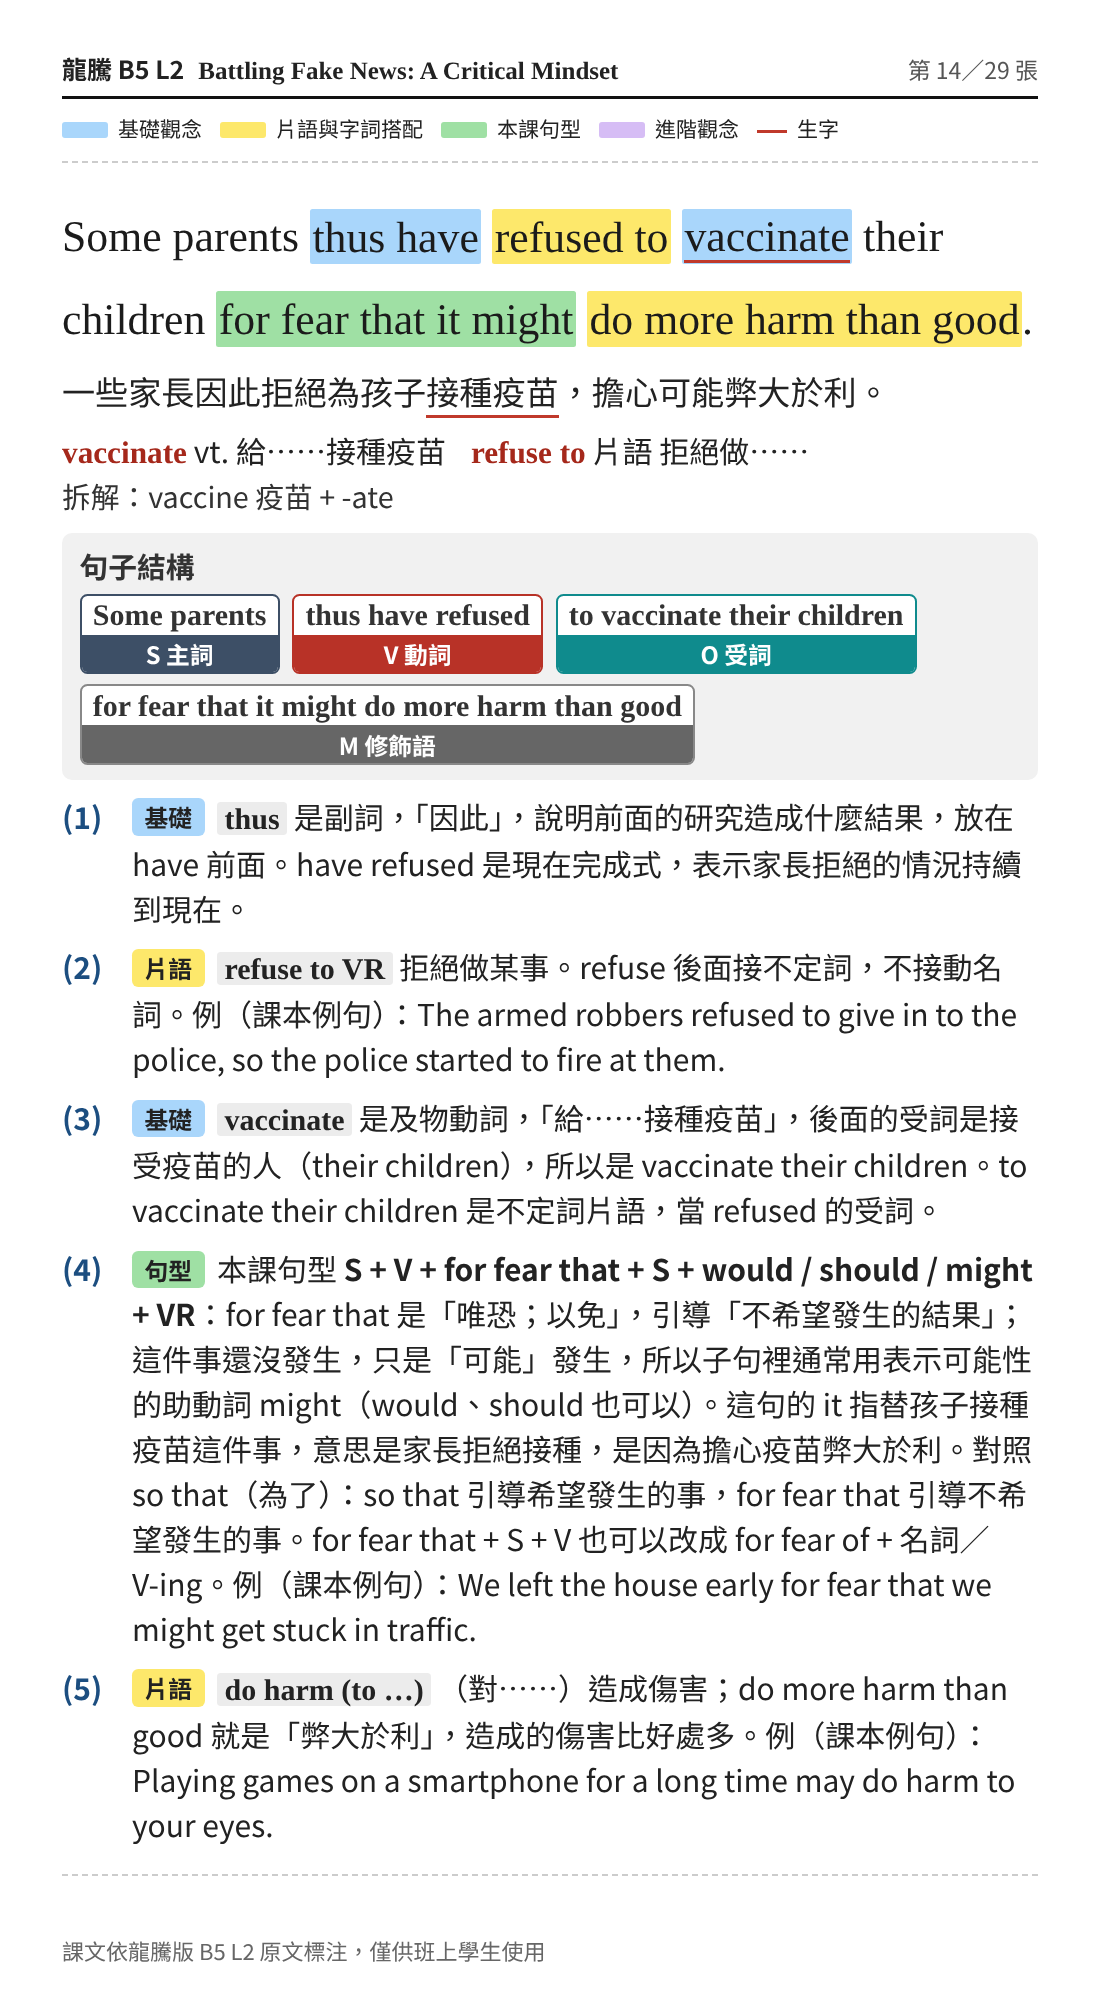 龍騰 B5 L2 Battling Fake News: A Critical Mindset 第 14／29 張
基礎觀念 片語與字詞搭配 本課句型 進階觀念 生字
Some parents thus have refused to vaccinate their
children for fear that it might do more harm than good.
一些家長因此拒絕為孩子接種疫苗，擔心可能弊大於利。
vaccinate vt. 給⋯⋯接種疫苗 refuse to 片語 拒絕做⋯⋯
拆解：vaccine 疫苗 + -ate
句子結構
Some parents thus have refused to vaccinate their children
S 主詞 V 動詞 O 受詞
for fear that it might do more harm than good
M 修飾語
(1) 基礎 thus 是副詞，「因此」，說明前面的研究造成什麼結果，放在
have 前面。have refused 是現在完成式，表示家長拒絕的情況持續
到現在。
(2) 片語 refuse to VR 拒絕做某事。refuse 後面接不定詞，不接動名
詞。例（課本例句）：The armed robbers refused to give in to the
police, so the police started to fire at them.
(3) 基礎 vaccinate 是及物動詞，「給⋯⋯接種疫苗」，後面的受詞是接
受疫苗的人（their children），所以是 vaccinate their children。to
vaccinate their children 是不定詞片語，當 refused 的受詞。
(4) 句型 本課句型 S + V + for fear that + S + would / should / might
+ VR：for fear that 是「唯恐；以免」，引導「不希望發生的結果」；
這件事還沒發生，只是「可能」發生，所以子句裡通常用表示可能性
的助動詞 might（would、should 也可以）。這句的 it 指替孩子接種
疫苗這件事，意思是家長拒絕接種，是因為擔心疫苗弊大於利。對照
so that（為了）：so that 引導希望發生的事，for fear that 引導不希
望發生的事。for fear that + S + V 也可以改成 for fear of + 名詞／
V-ing。例（課本例句）：We left the house early for fear that we
might get stuck in traffic.
(5) 片語 do harm (to …) （對⋯⋯）造成傷害；do more harm than
good 就是「弊大於利」，造成的傷害比好處多。例（課本例句）：
Playing games on a smartphone for a long time may do harm to
your eyes.
課文依龍騰版 B5 L2 原文標注，僅供班上學生使用